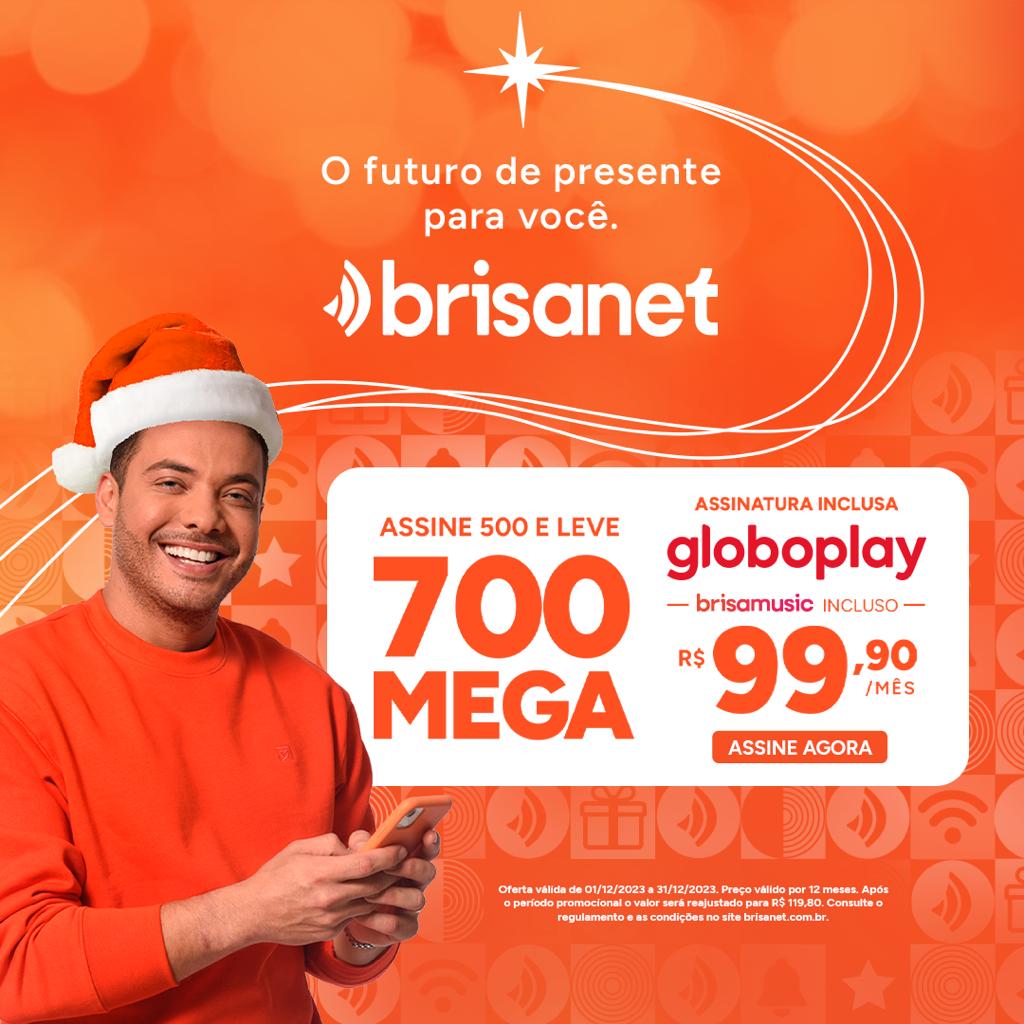 O futuro de presente
para você.
brisanet
ASSINE 500 E LEVE
700
MEGA
ASSINATURA INCLUSA
globoplay
brisamusic INCLUSO
R$ 99,90
/MÊS
ASSINE AGORA
Oferta válida de 01/12/2023 a 31/12/2023. Preço válido por 12 meses. Após
o período promocional o valor será reajustado para R$ 119,80. Consulte o
regulamento e as condições no site brisanet.com.br.